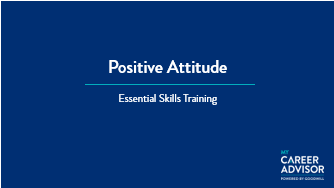 Positive Attitude
Essential Skills Training
MY
CAREER
ADVISOR
POWERED BY GOODWILL